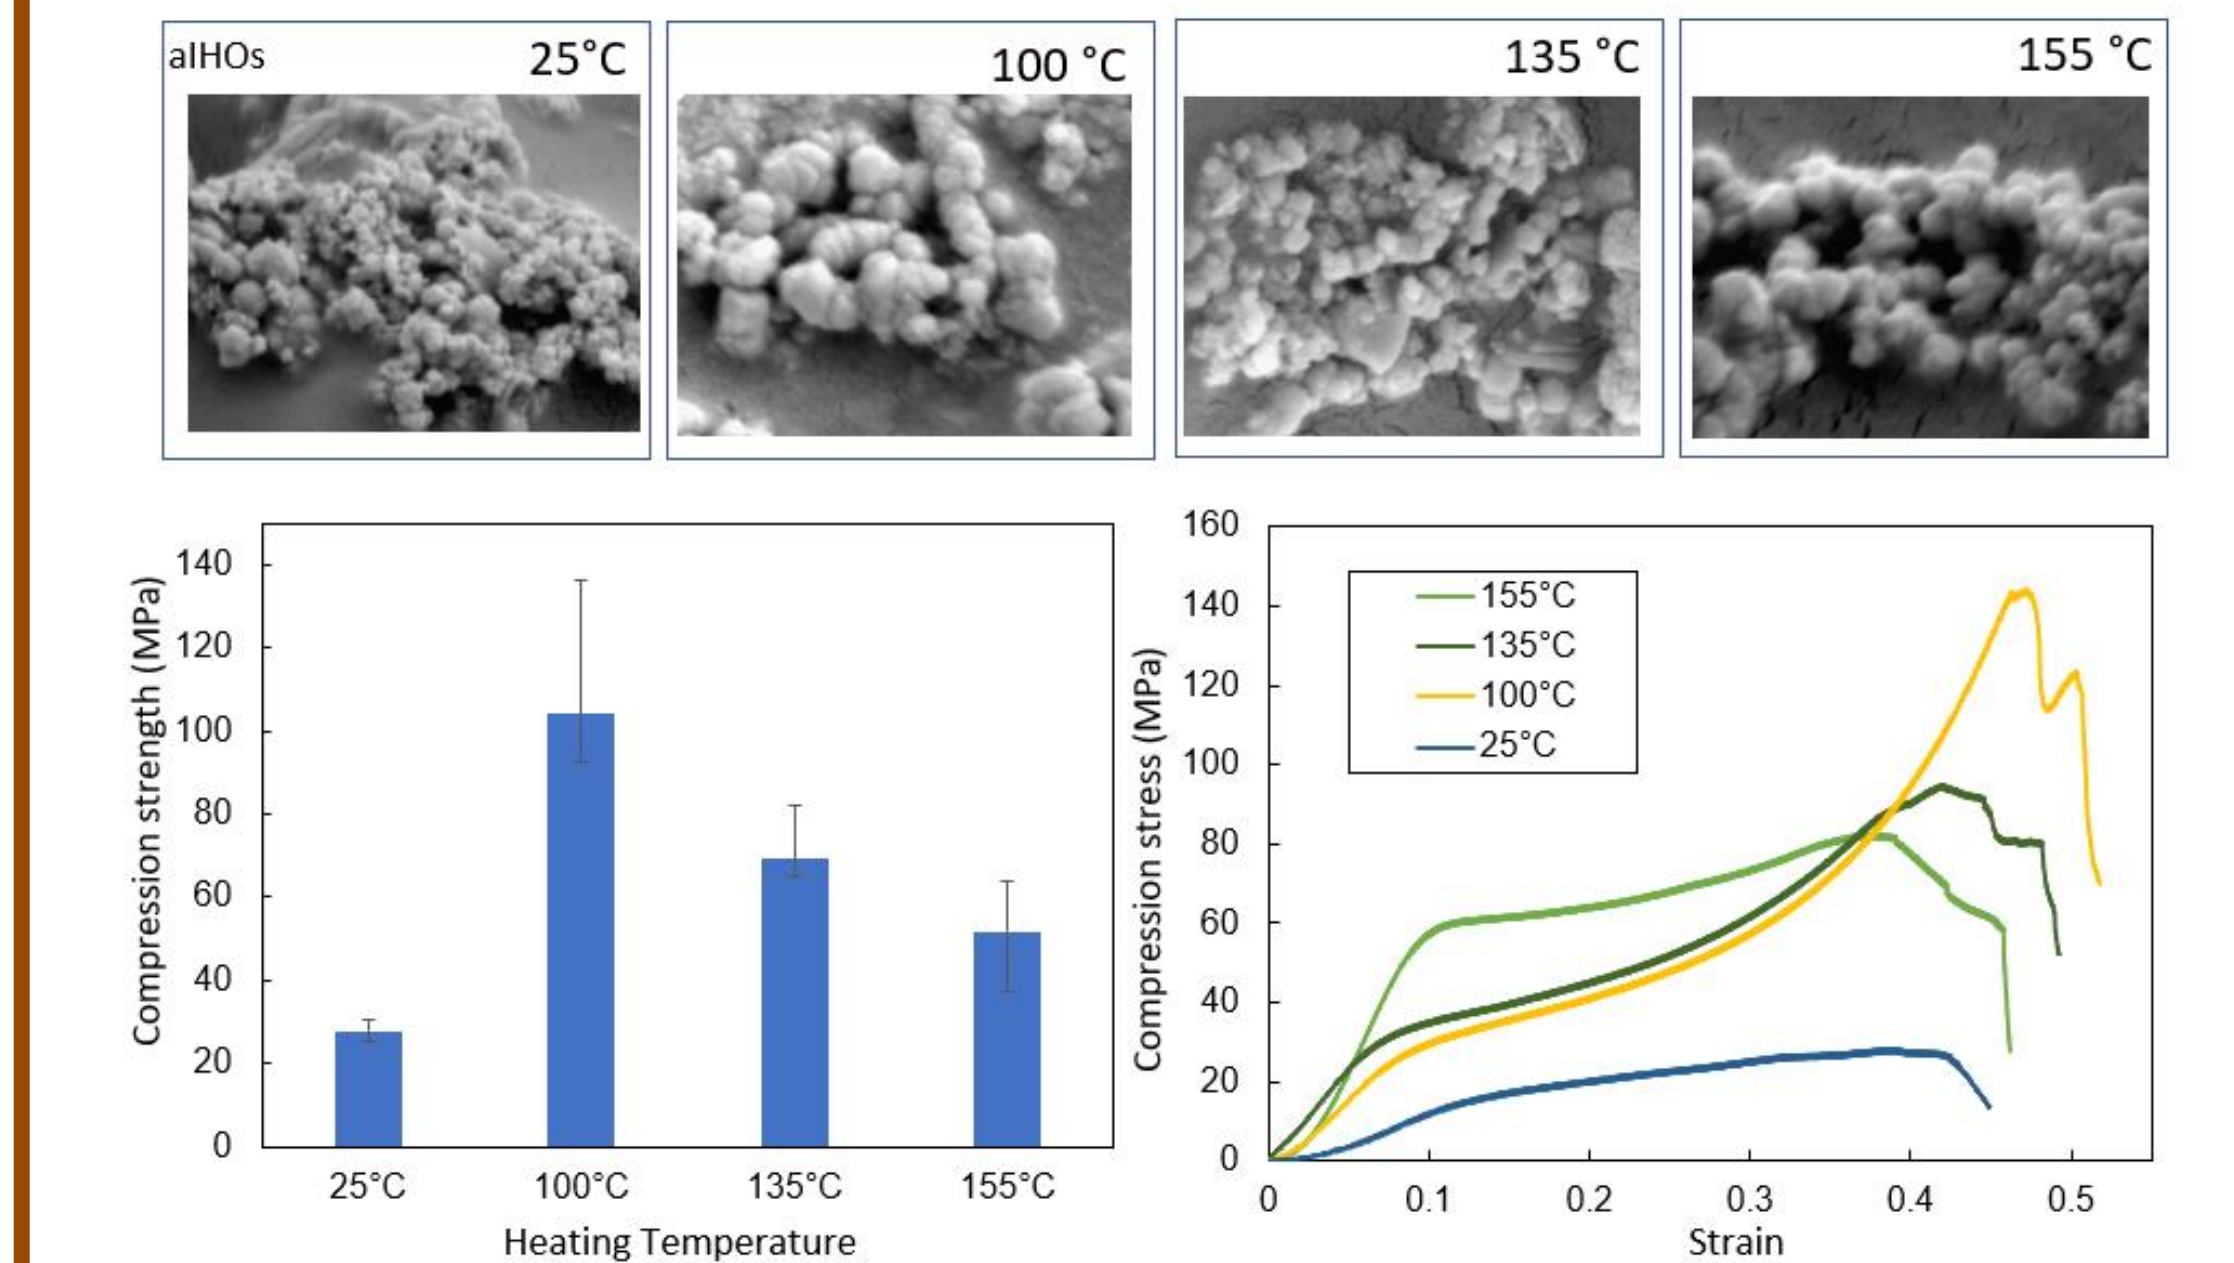 aIHOs
25°C
100 °C
135 °C
155 °C
Compression strength (MPa)
140
120
100
80
60
40
20
0
25°C
100°C
135°C
155°C
Heating Temperature
Compression stress (MPa)
160
140
120
100
80
60
40
20
0
155°C
135°C
100°C
25°C
0
0.1
0.2
0.3
0.4
0.5
Strain